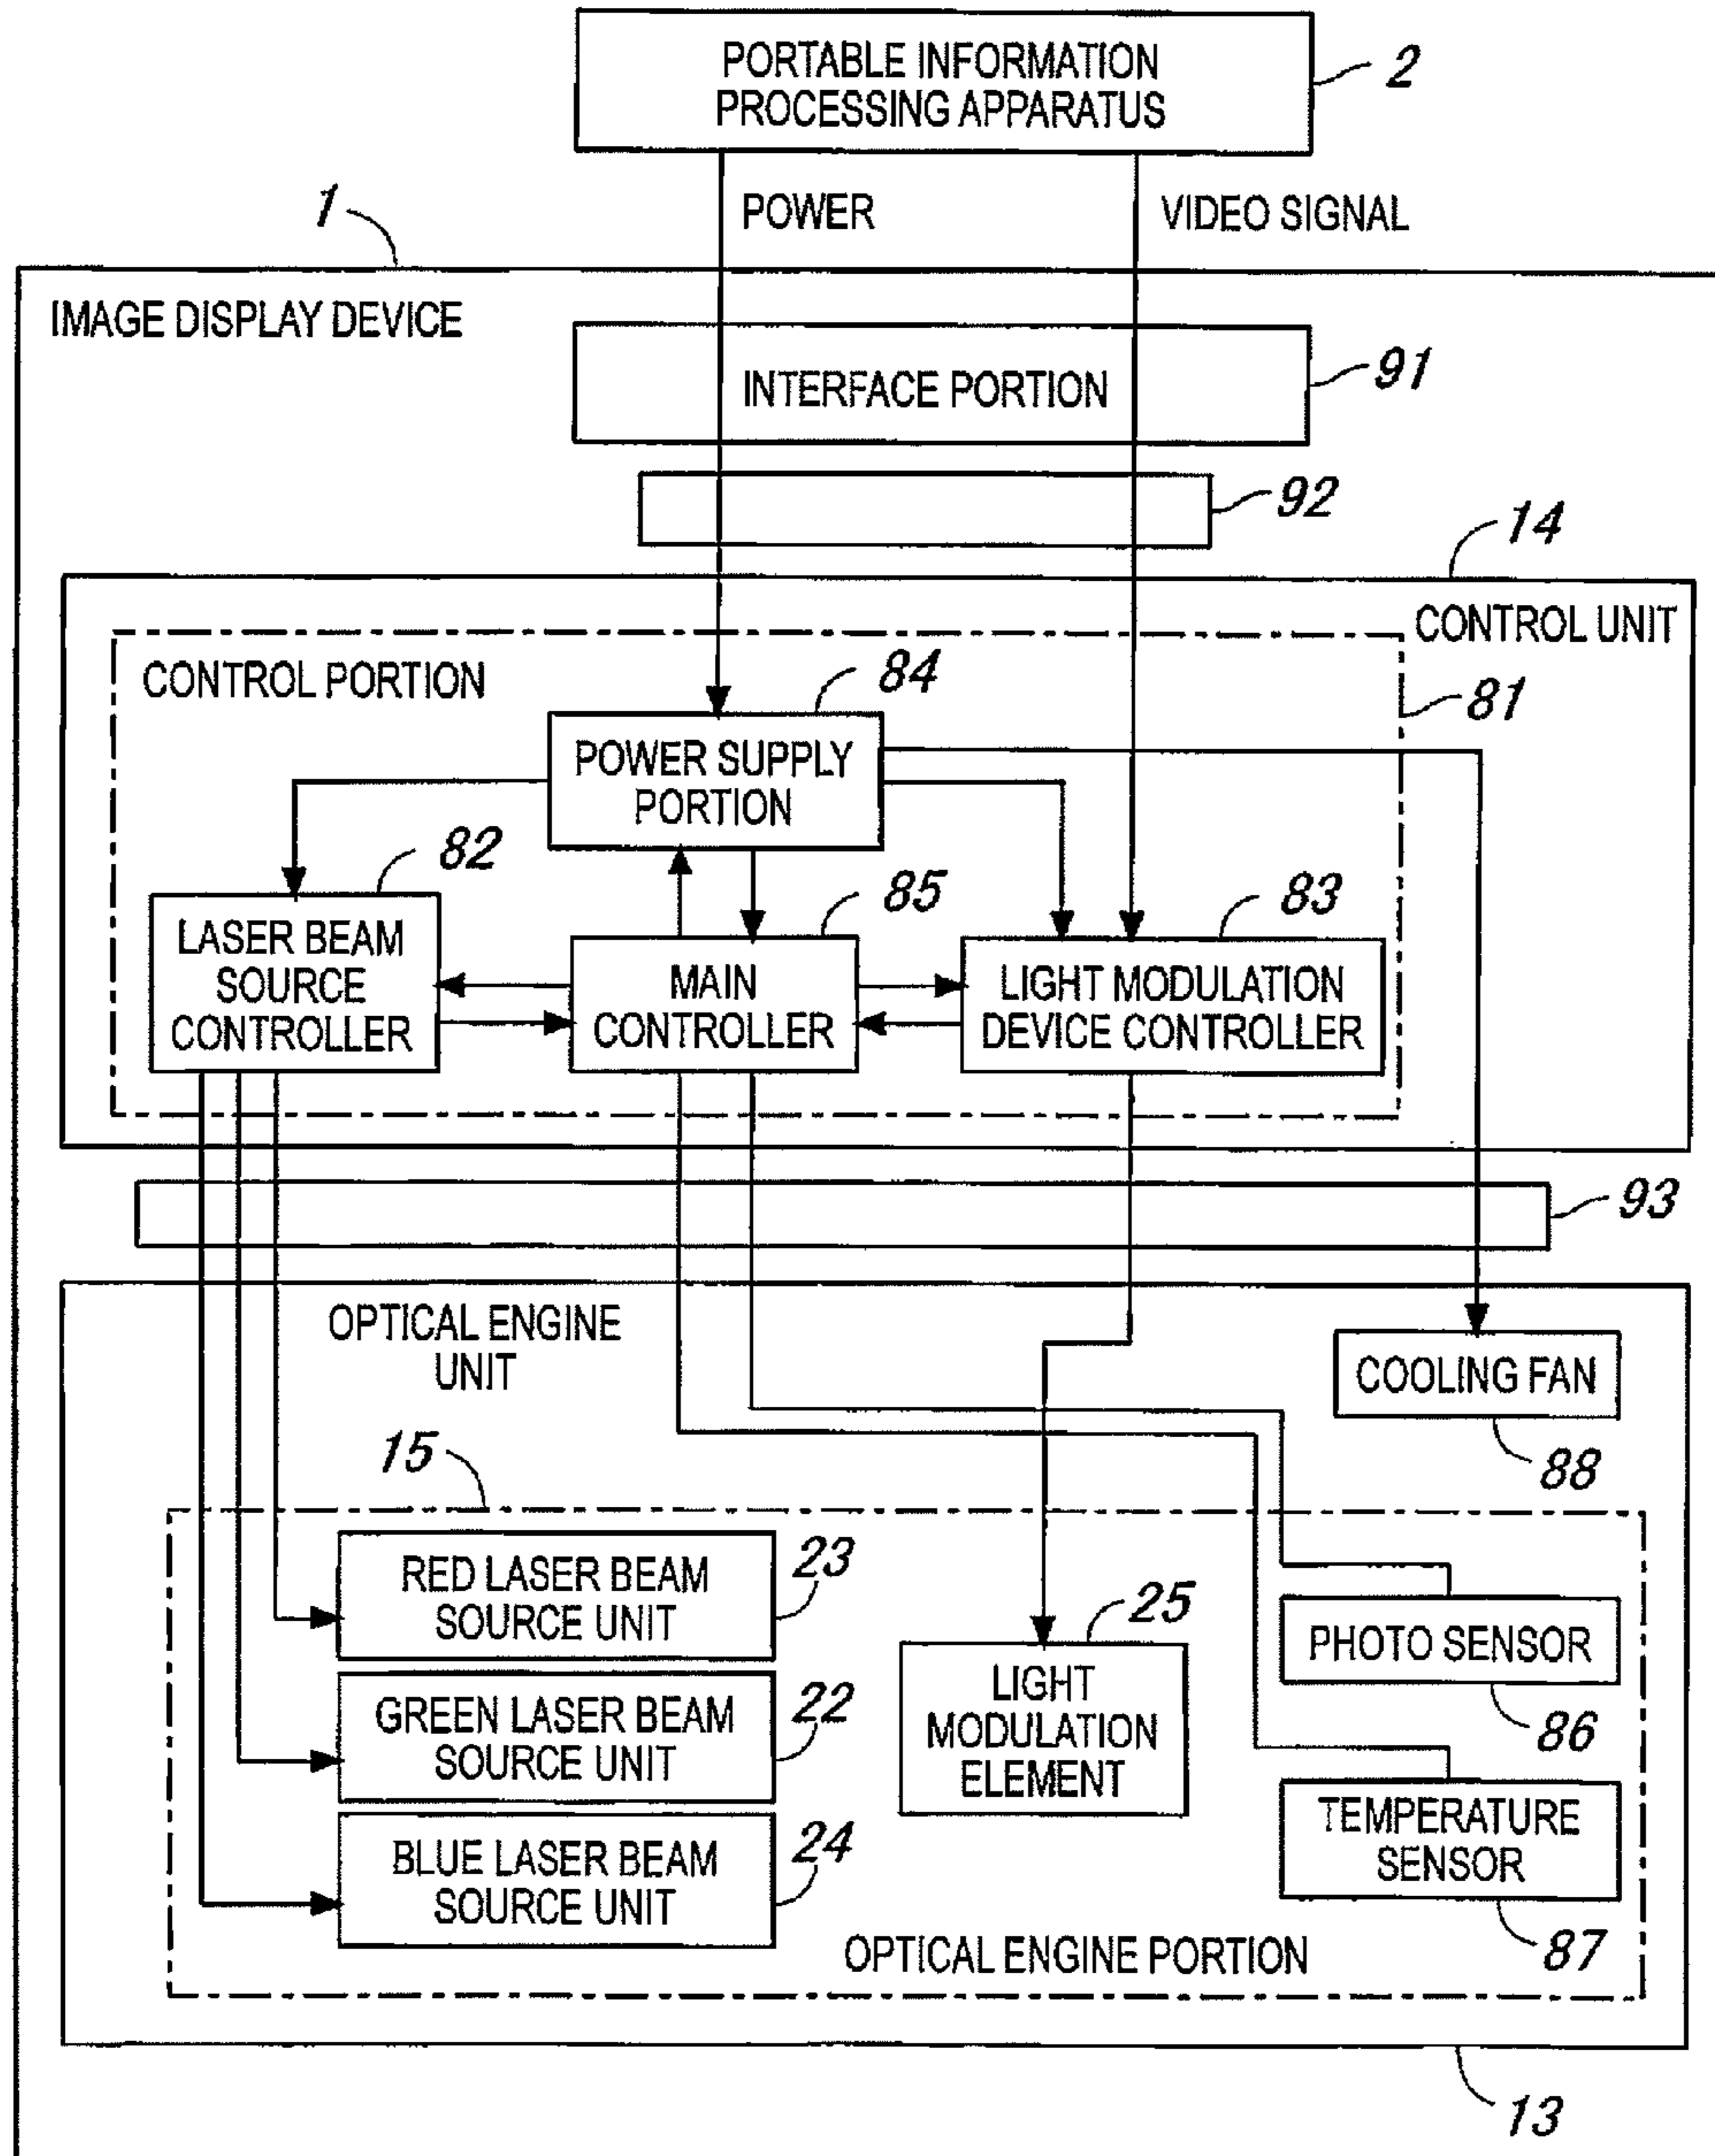 PORTABLE INFORMATION
PROCESSING APPARATUS
2
POWER
VIDEO SIGNAL
1
IMAGE DISPLAY DEVICE
INTERFACE PORTION
91
92
14
CONTROL UNIT
CONTROL PORTION
84
81
POWER SUPPLY
PORTION
82
85
83
LASER BEAM
SOURCE
CONTROLLER
MAIN
CONTROLLER
LIGHT MODULATION
DEVICE CONTROLLER
93
OPTICAL ENGINE
UNIT
COOLING FAN
88
15
RED LASER BEAM
SOURCE UNIT
23
25
PHOTO SENSOR
86
GREEN LASER BEAM
SOURCE UNIT
22
LIGHT
MODULATION
ELEMENT
TEMPERATURE
SENSOR
87
BLUE LASER BEAM
SOURCE UNIT
24
OPTICAL ENGINE PORTION
13